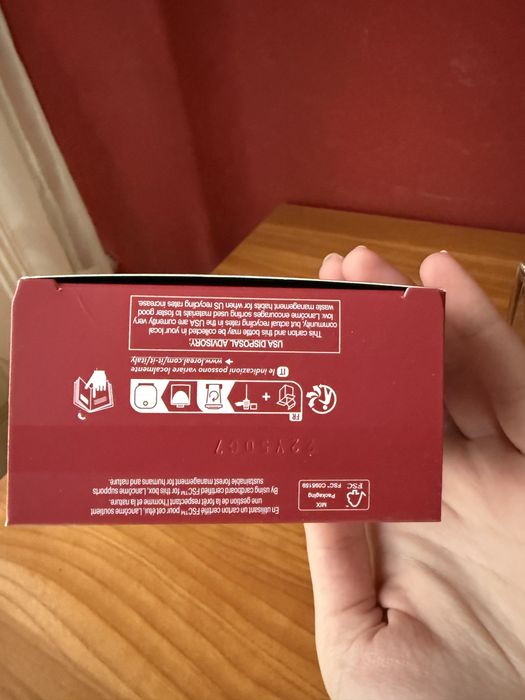 MIX
Packaging
FSC
FSC® C095159
En utilisant un carton certifié FSC™ pour cet étui, Lancôme soutient
une gestion de la forêt respectant homme et nature.
By using cardboard certified FSC™ for this box, Lancôme supports
sustainable forest management for humans and nature.
FR
+
IT le indicazioni possono variare localmente
➔ www.loreal.com/it/it/italy
USA DISPOSAL ADVISORY:
This carton and this bottle may be collected in your local
community, but actual recycling rates in the USA are currently very
low. Lancôme encourages sorting used materials to foster good
waste management habits for when US recycling rates increase.